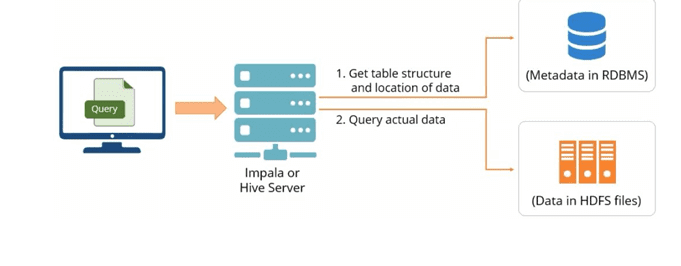 Query
Impala or
Hive Server
1. Get table structure
and location of data
2. Query actual data
(Metadata in RDBMS)
(Data in HDFS files)